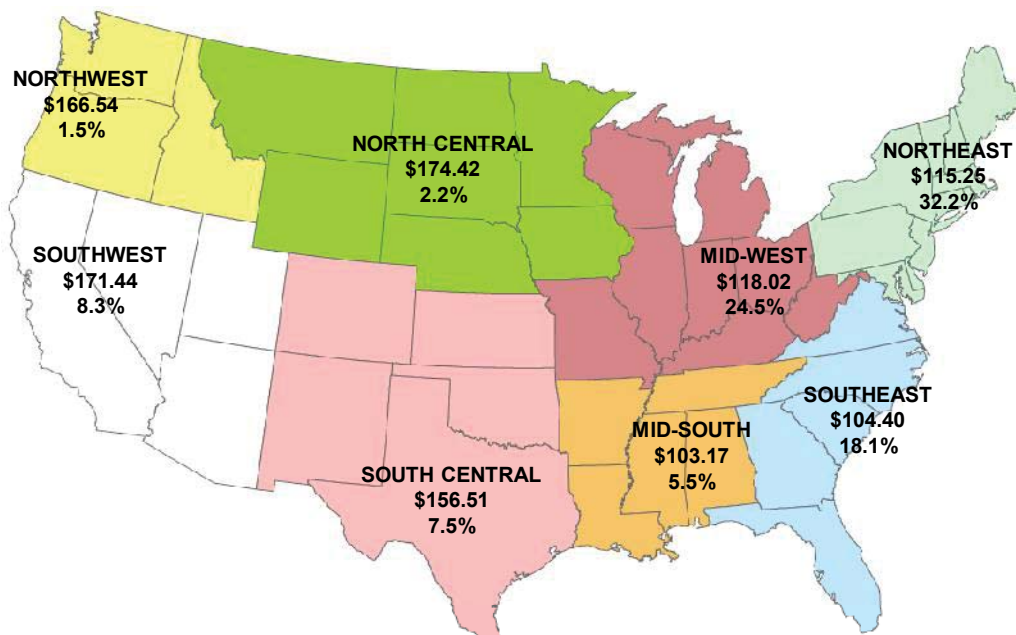 NORTHWEST
$166.54
1.5%
NORTH CENTRAL
$174.42
2.2%
NORTHEAST
$115.25
32.2%
SOUTHWEST
$171.44
8.3%
MID-WEST
$118.02
24.5%
SOUTHEAST
$104.40
18.1%
MID-SOUTH
$103.17
5.5%
SOUTH CENTRAL
$156.51
7.5%